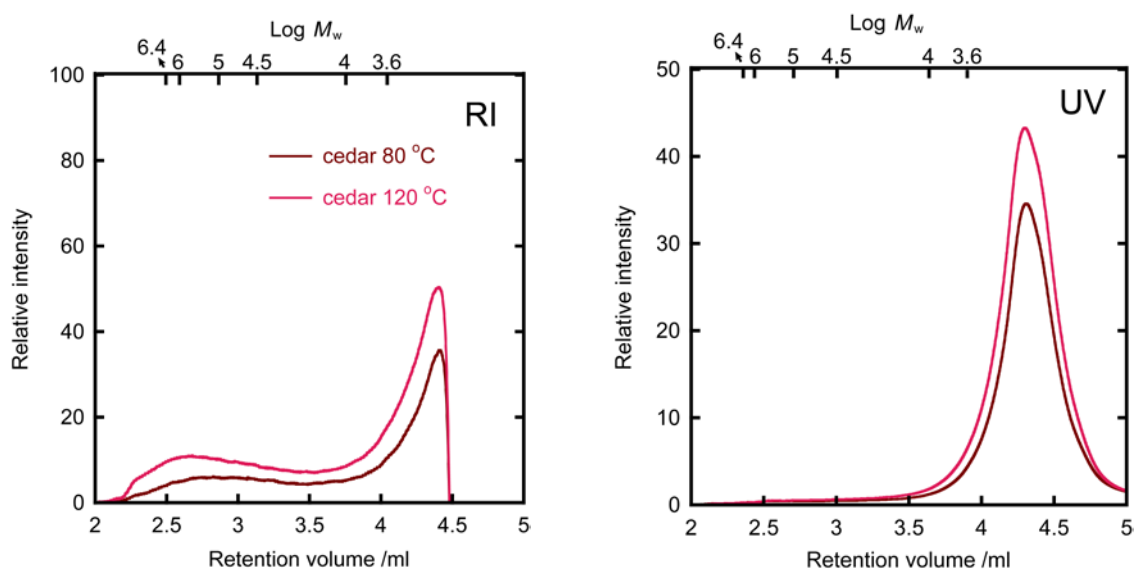 Log Mw
6.4 6 5 4.5 4 3.6
100
80
60
40
20
0
Relative intensity
RI
cedar 80 °C
cedar 120 °C
2 2.5 3 3.5 4 4.5 5
Retention volume /ml
Log Mw
6.4 6 5 4.5 4 3.6
50
40
30
20
10
0
Relative intensity
UV
2 2.5 3 3.5 4 4.5 5
Retention volume /ml